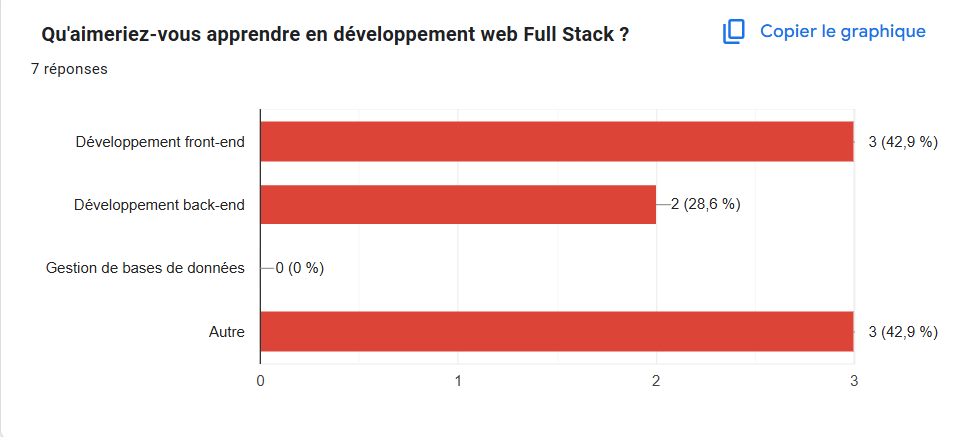 Qu'aimeriez-vous apprendre en développement web Full Stack ?
Copier le graphique
7 réponses
Développement front-end
3 (42,9 %)
Développement back-end
2 (28,6 %)
Gestion de bases de données
0 (0 %)
Autre
3 (42,9 %)
0 1 2 3